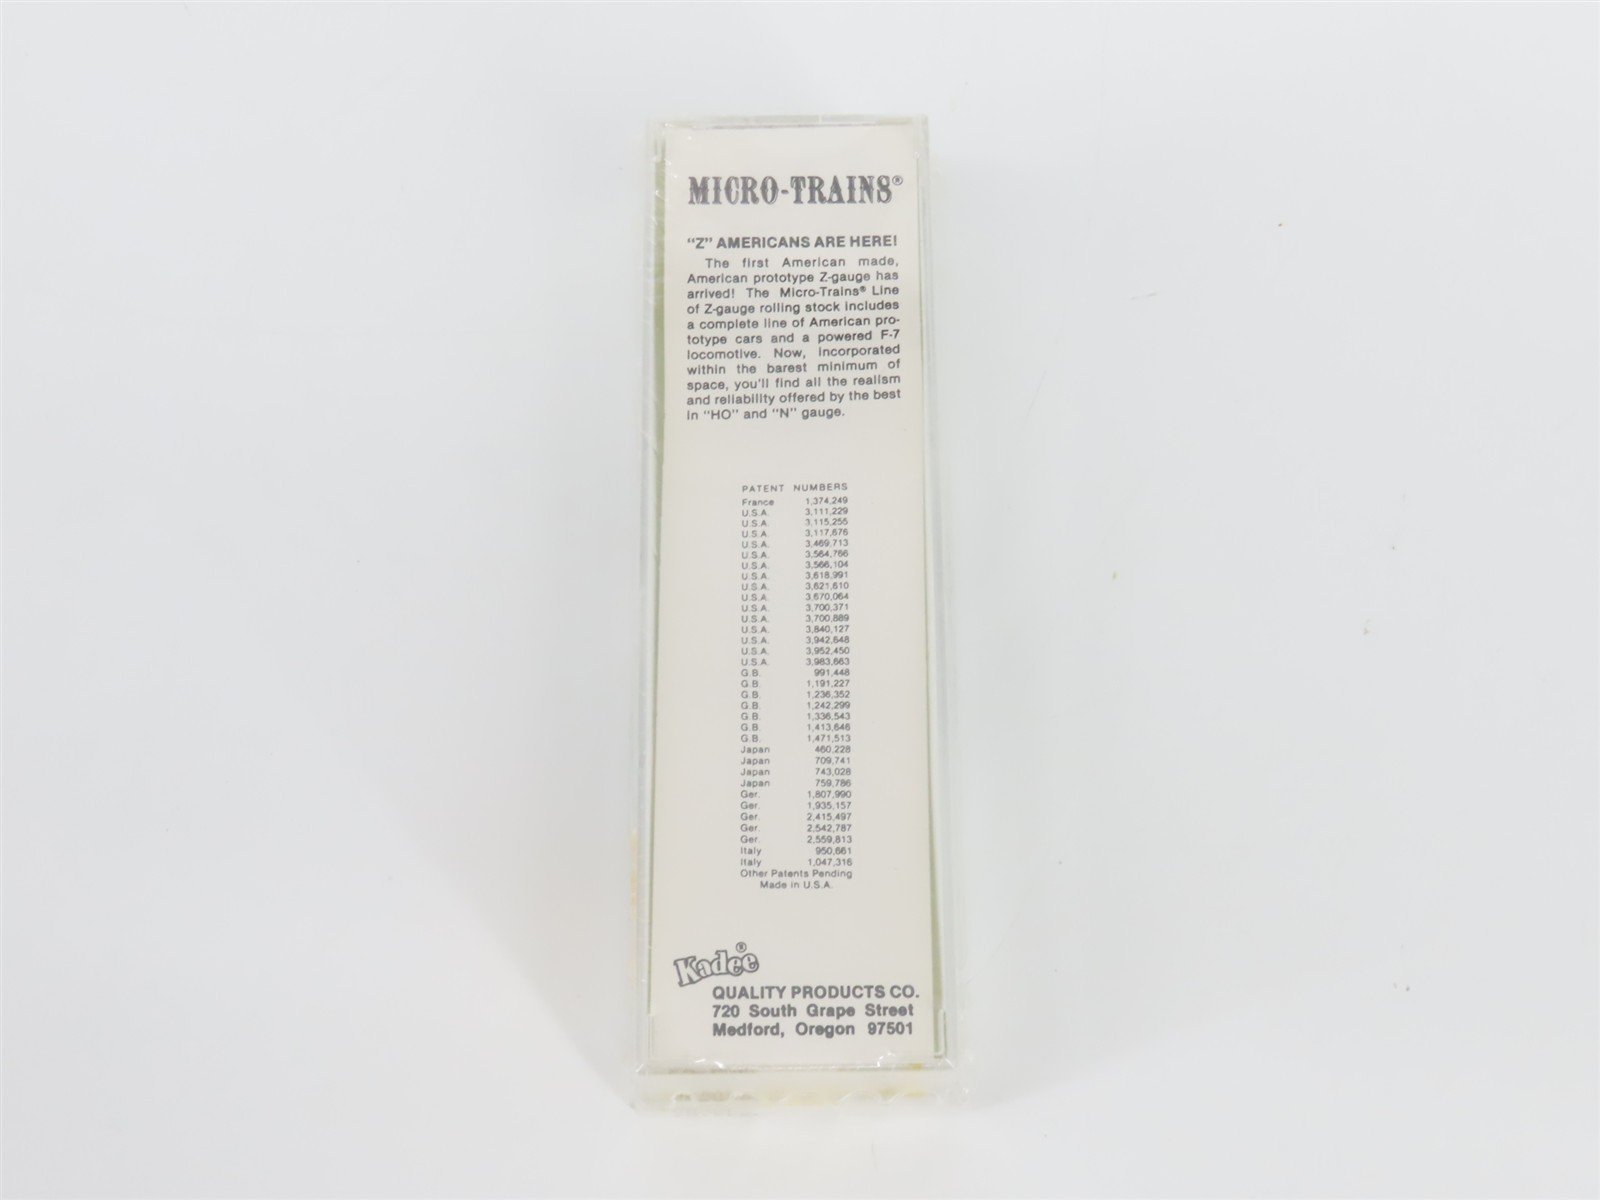 MICRO-TRAINS®
"Z" AMERICANS ARE HERE!
The first American made,
American prototype Z-gauge has
arrived! The Micro-Trains® Line
of Z-gauge rolling stock includes
a complete line of American pro-
totype cars and a powered F-7
locomotive. Now, incorporated
within the barest minimum of
space, you'll find all the realism
and reliability offered by the best
in "HO" and "N" gauge.
PATENT NUMBERS
France 1,374,249
U.S.A. 3,111,229
U.S.A. 3,115,255
U.S.A. 3,117,676
U.S.A. 3,469,713
U.S.A. 3,564,766
U.S.A. 3,566,104
U.S.A. 3,618,991
U.S.A. 3,621,610
U.S.A. 3,670,064
U.S.A. 3,700,371
U.S.A. 3,700,889
U.S.A. 3,840,127
U.S.A. 3,942,648
U.S.A. 3,952,450
U.S.A. 3,983,663
G.B. 991,448
G.B. 1,191,227
G.B. 1,236,352
G.B. 1,242,299
G.B. 1,336,543
G.B. 1,413,646
G.B. 1,471,513
Japan 460,228
Japan 709,741
Japan 743,028
Japan 759,786
Ger. 1,807,990
Ger. 1,935,157
Ger. 2,415,497
Ger. 2,542,787
Ger. 2,559,813
Italy 950,661
Italy 1,047,316
Other Patents Pending
Made in U.S.A.
Kadee®
QUALITY PRODUCTS CO.
720 South Grape Street
Medford, Oregon 97501